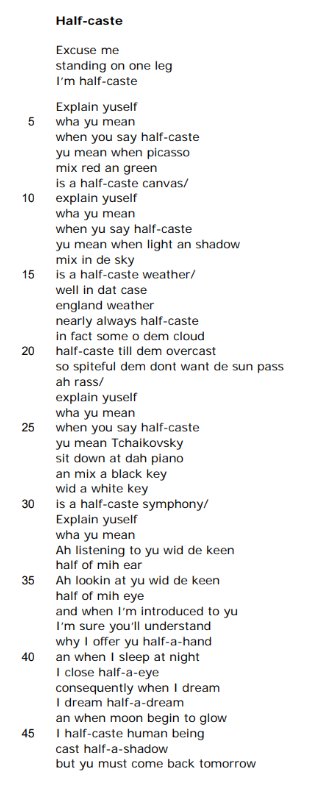 Half-caste
Excuse me
standing on one leg
I'm half-caste
Explain yuself
5 wha yu mean
when you say half-caste
yu mean when picasso
mix red an green
is a half-caste canvas/
10 explain yuself
wha yu mean
when yu say half-caste
yu mean when light an shadow
mix in de sky
15 is a half-caste weather/
well in dat case
england weather
nearly always half-caste
in fact some o dem cloud
20 half-caste till dem overcast
so spiteful dem dont want de sun pass
ah rass/
explain yuself
wha yu mean
25 when you say half-caste
yu mean Tchaikovsky
sit down at dah piano
an mix a black key
wid a white key
30 is a half-caste symphony/
Explain yuself
wha yu mean
Ah listening to yu wid de keen
half of mih ear
35 Ah lookin at yu wid de keen
half of mih eye
and when I'm introduced to yu
I'm sure you'll understand
why I offer yu half-a-hand
40 an when I sleep at night
I close half-a-eye
consequently when I dream
I dream half-a-dream
an when moon begin to glow
45 I half-caste human being
cast half-a-shadow
but yu must come back tomorrow